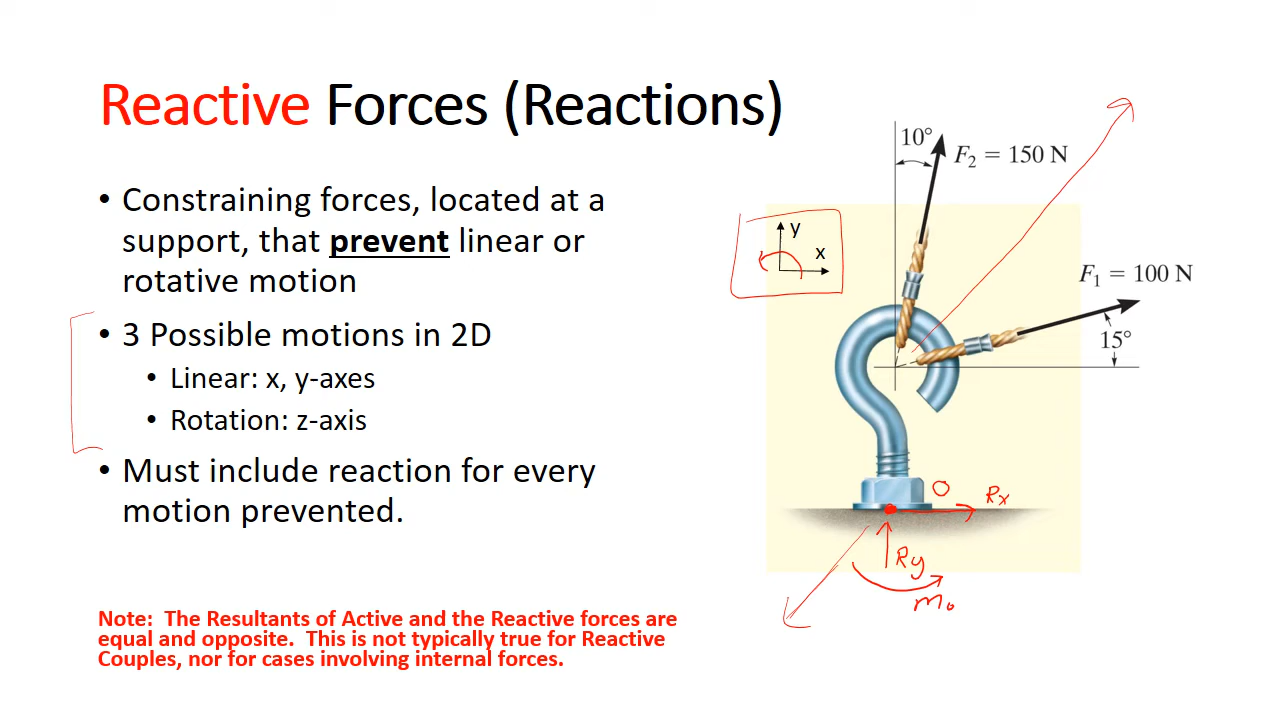 Reactive Forces (Reactions)
• Constraining forces, located at a
support, that prevent linear or
rotative motion
• 3 Possible motions in 2D
• Linear: x, y-axes
• Rotation: z-axis
• Must include reaction for every
motion prevented.
Note: The Resultants of Active and the Reactive forces are
equal and opposite. This is not typically true for Reactive
Couples, nor for cases involving internal forces.
10°
F₂ = 150 N
y
x
F₁ = 100 N
15°
O
Rx
Ry
Mo